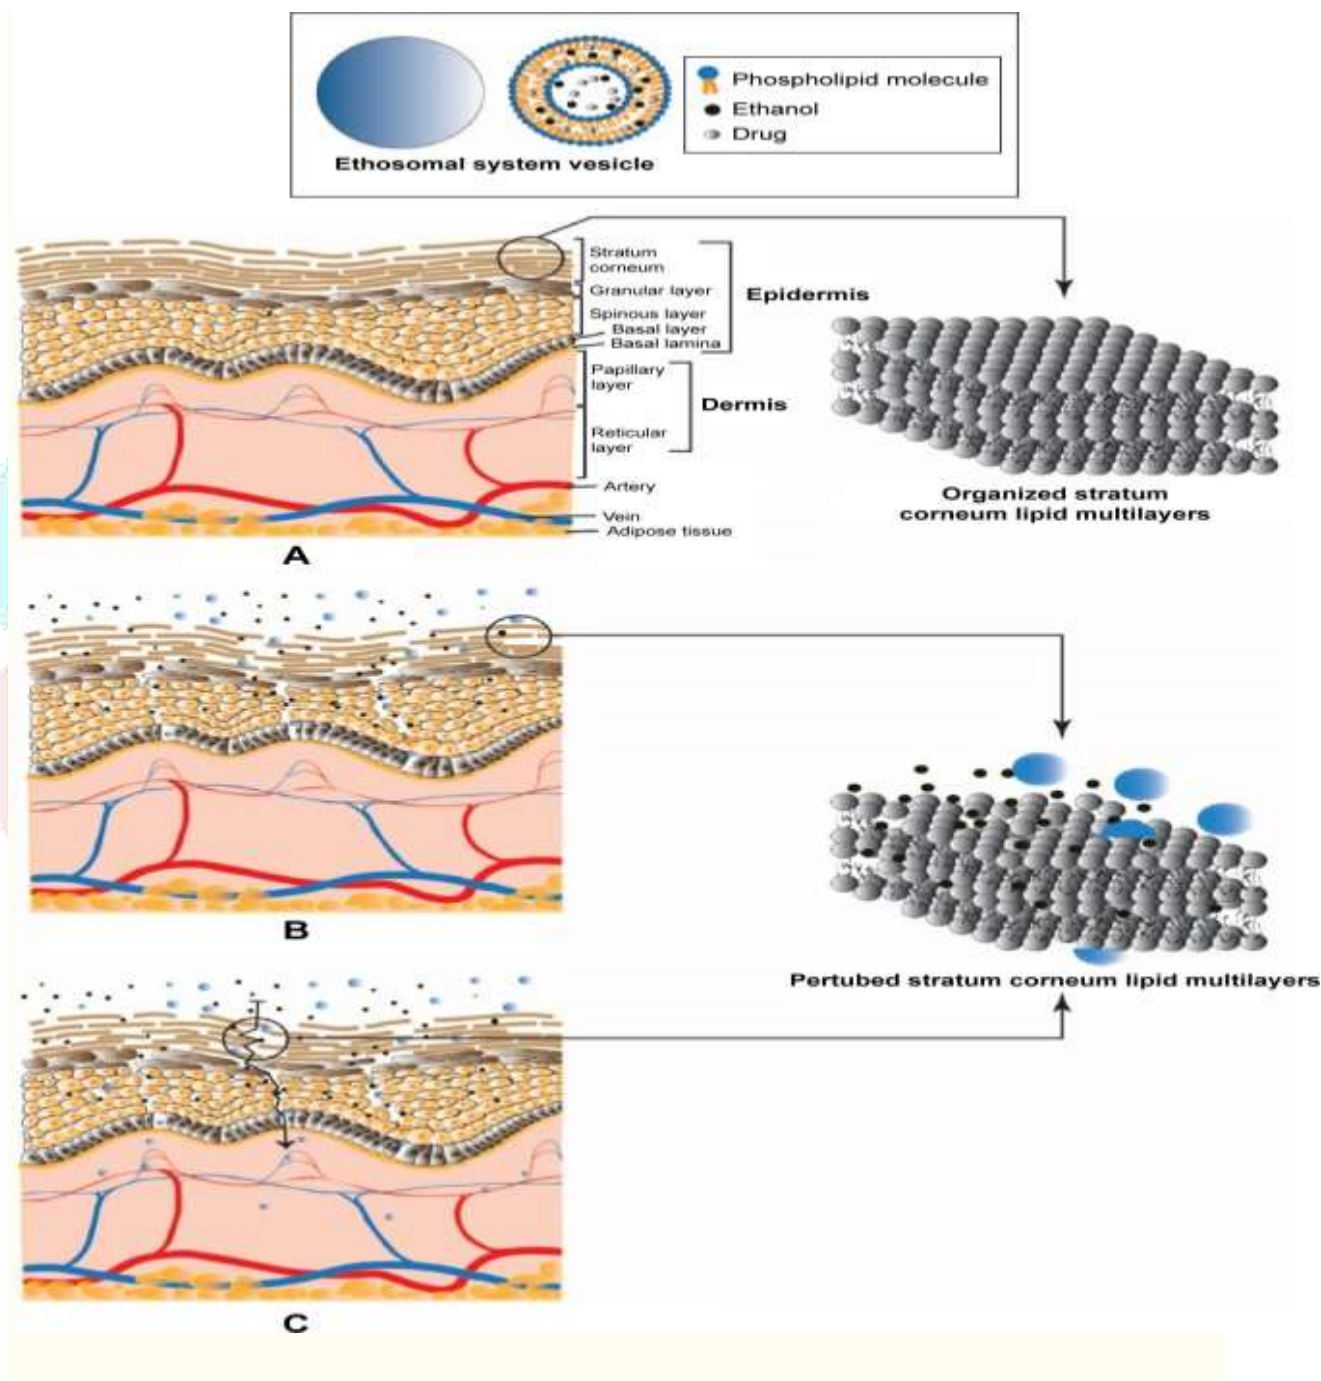 Phospholipid molecule
Ethanol
Drug
Ethosomal system vesicle
Stratum
corneum
Granular layer
Epidermis
Spinous layer
Basal layer
Basal lamina
Papillary
layer
Dermis
Reticular
layer
Artery
Vein
Adipose tissue
Organized stratum
corneum lipid multilayers
A
B
Pertubed stratum corneum lipid multilayers
C